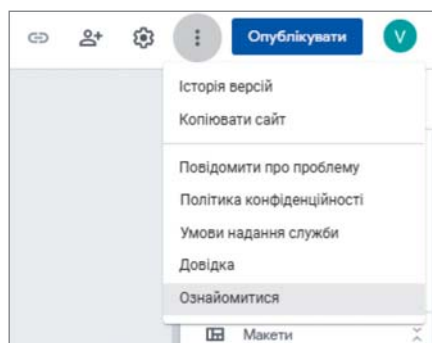 Опублікувати
V
Історія версій
Копіювати сайт
Повідомити про проблему
Політика конфіденційності
Умови надання служби
Довідка
Ознайомитися
Макети